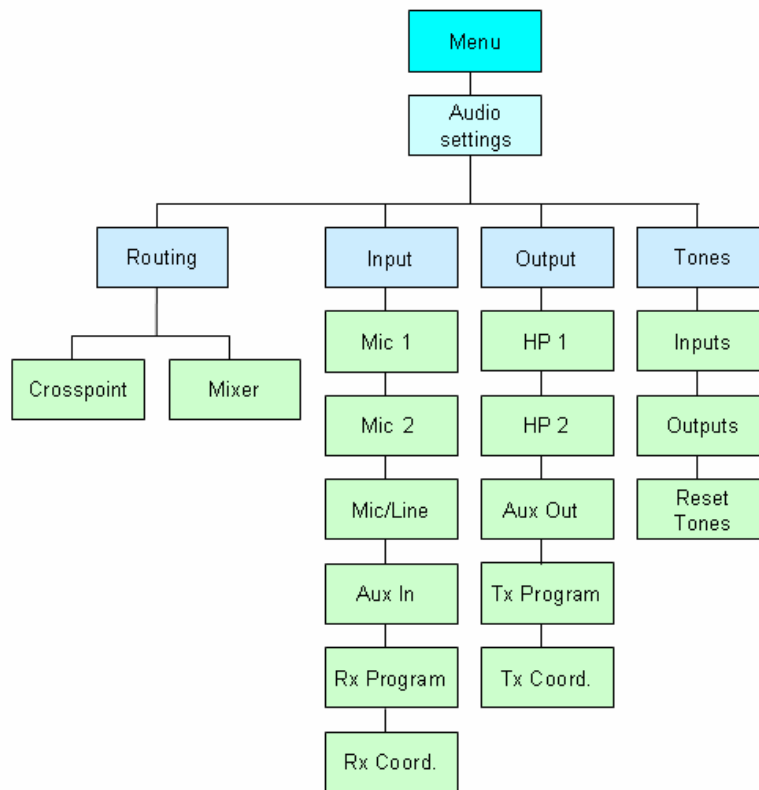 Menu
Audio
settings
Routing
Input
Output
Tones
Crosspoint
Mixer
Mic 1
Mic 2
Mic/Line
Aux In
Rx Program
Rx Coord.
HP 1
HP 2
Aux Out
Tx Program
Tx Coord.
Inputs
Outputs
Reset
Tones